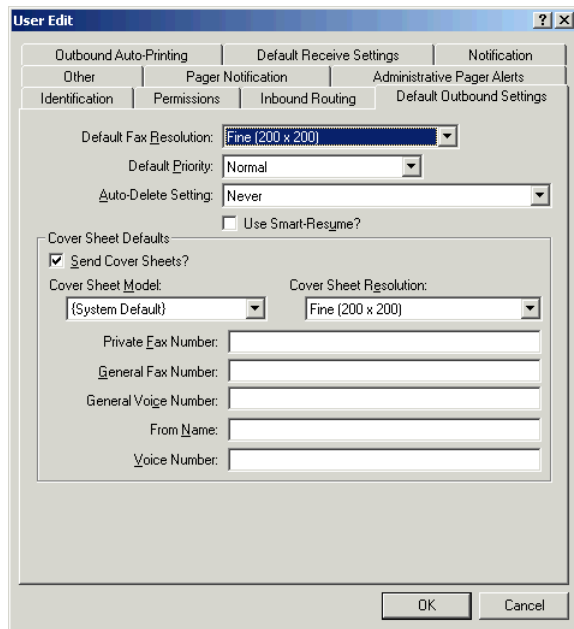 User Edit
Outbound Auto-Printing Default Receive Settings Notification
Other Pager Notification Administrative Pager Alerts
Identification Permissions Inbound Routing Default Outbound Settings
Default Fax Resolution: Fine (200 x 200)
Default Priority: Normal
Auto-Delete Setting: Never
Use Smart-Resume?
Cover Sheet Defaults
Send Cover Sheets?
Cover Sheet Model: Cover Sheet Resolution:
{System Default} Fine (200 x 200)
Private Fax Number:
General Fax Number:
General Voice Number:
From Name:
Voice Number:
OK Cancel